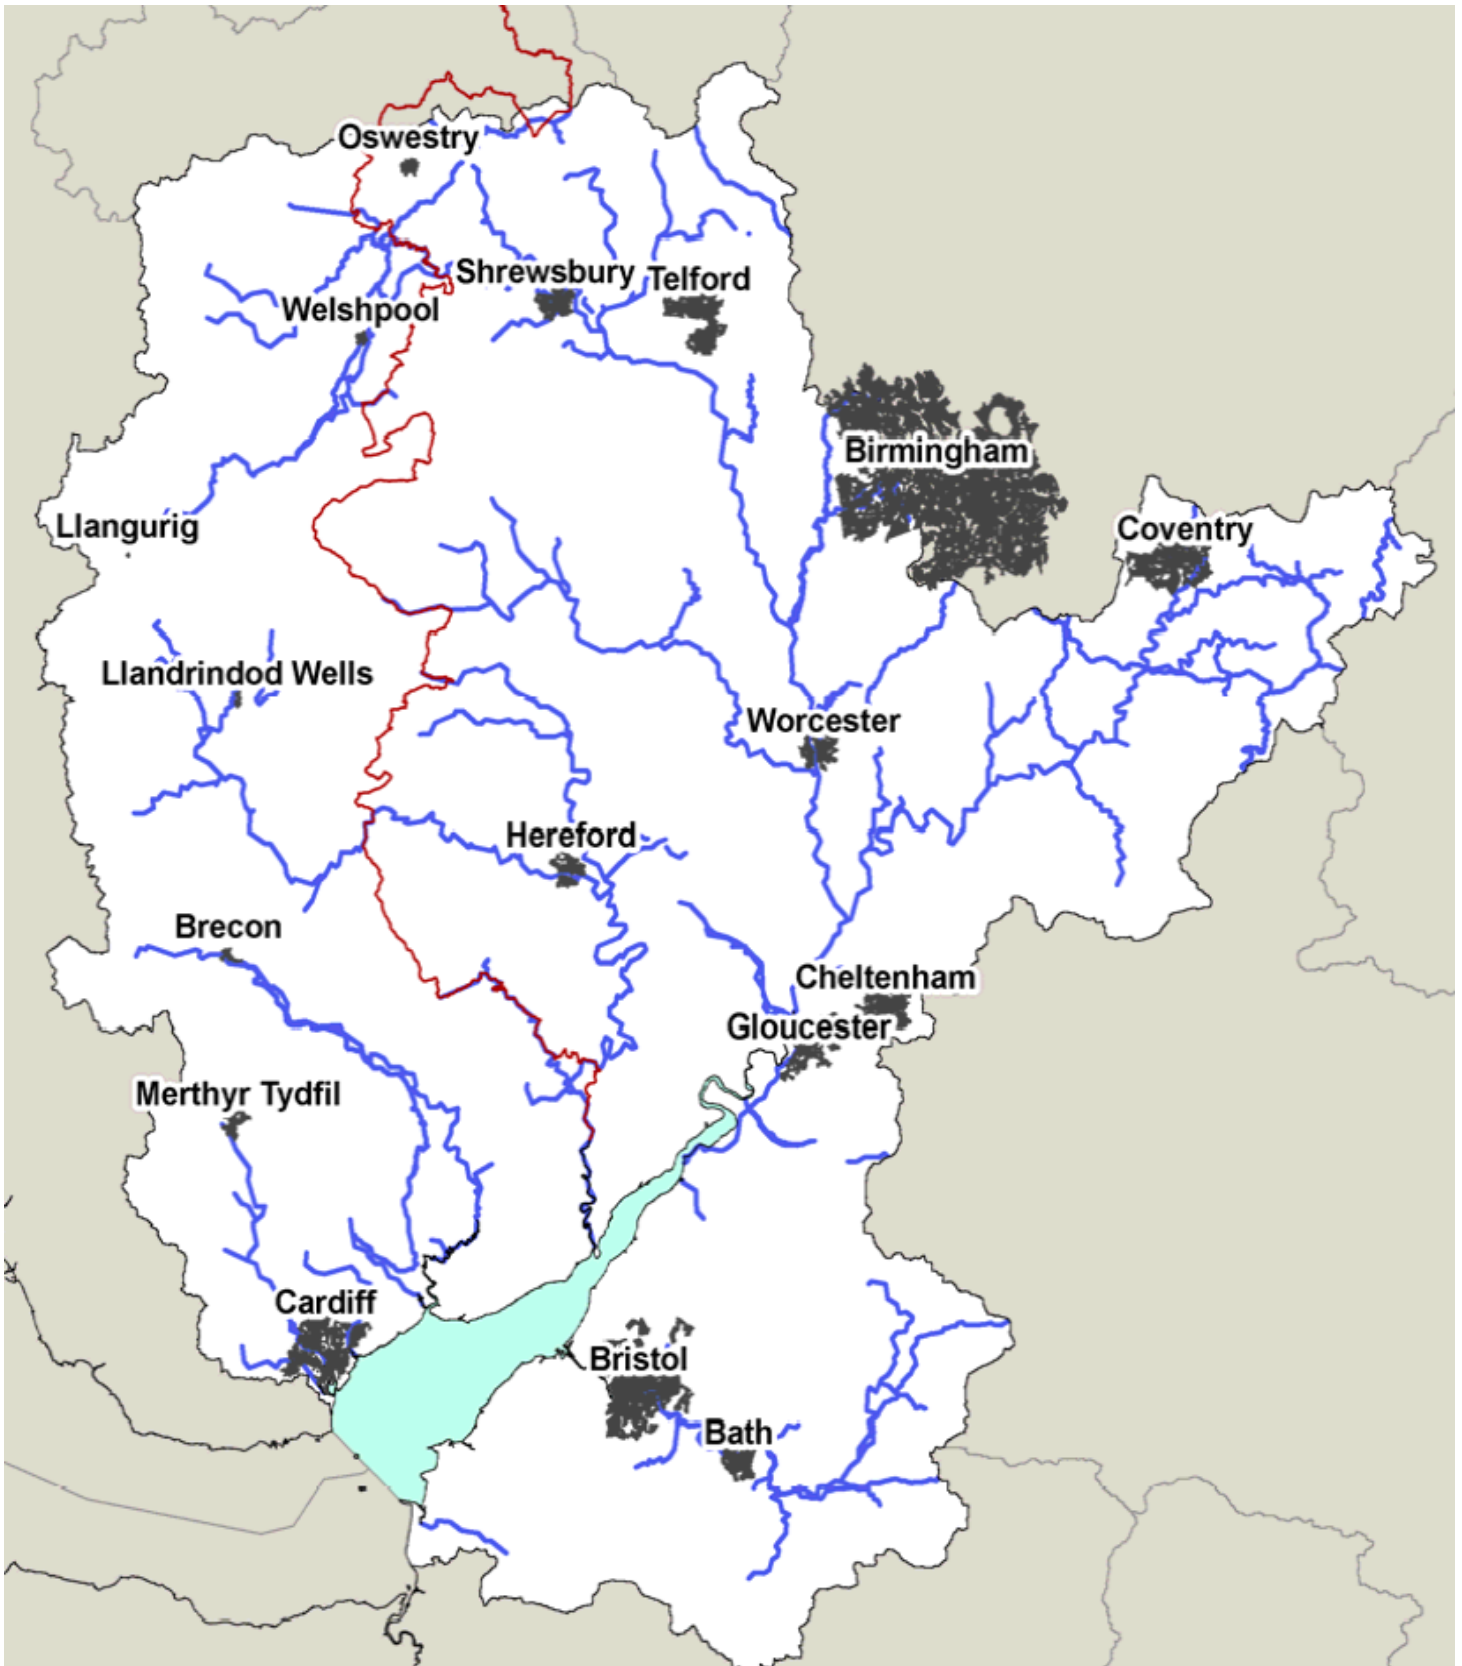 Oswestry
Shrewsbury
Telford
Welshpool
Birmingham
Llangurig
Coventry
Llandrindod Wells
Worcester
Hereford
Brecon
Cheltenham
Gloucester
Merthyr Tydfil
Cardiff
Bristol
Bath